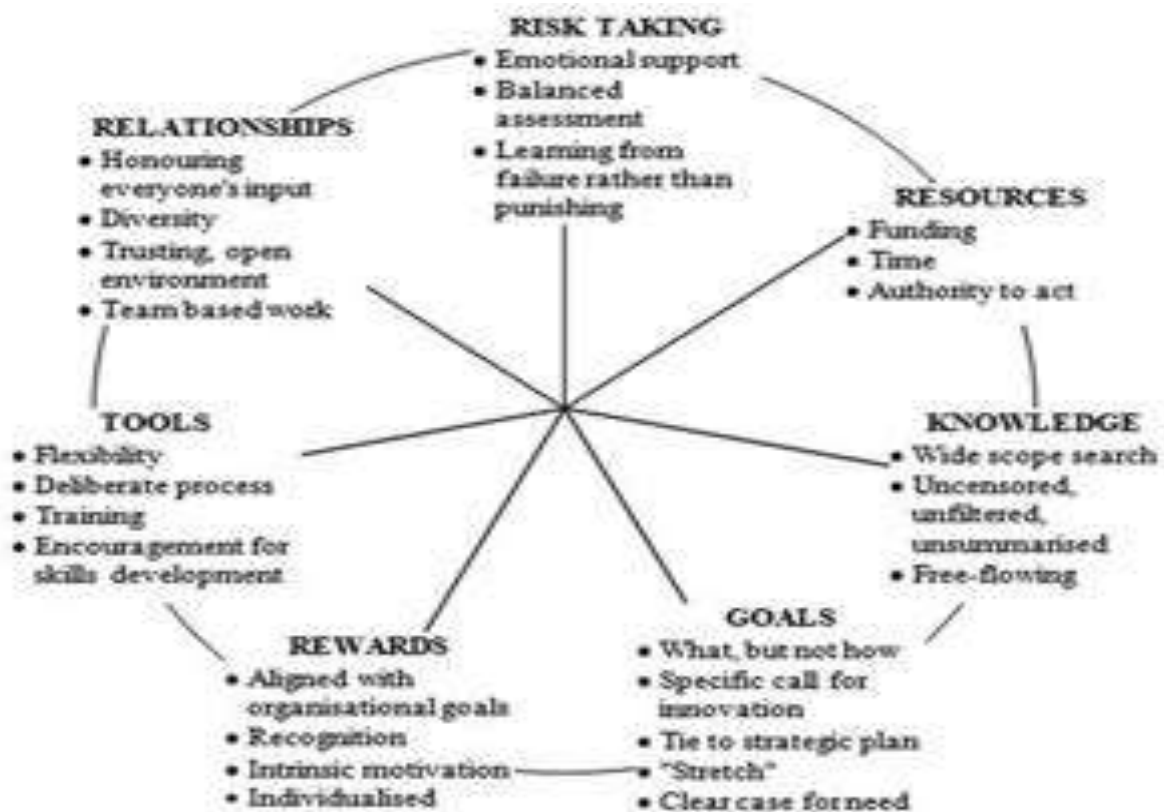 RISK TAKING
• Emotional support
• Balanced
assessment
• Learning from
failure rather than
punishing
RESOURCES
• Funding
• Time
• Authority to act
KNOWLEDGE
• Wide scope search
• Uncensored,
unfiltered,
unsummarised
• Free-flowing
GOALS
• What, but not how
• Specific call for
innovation
• Tie to strategic plan
• "Stretch"
• Clear case for need
REWARDS
• Aligned with
organisational goals
• Recognition
• Intrinsic motivation
• Individualised
TOOLS
• Flexibility
• Deliberate process
• Training
• Encouragement for
skills development
RELATIONSHIPS
• Honouring
everyone's input
• Diversity
• Trusting, open
environment
• Team based work